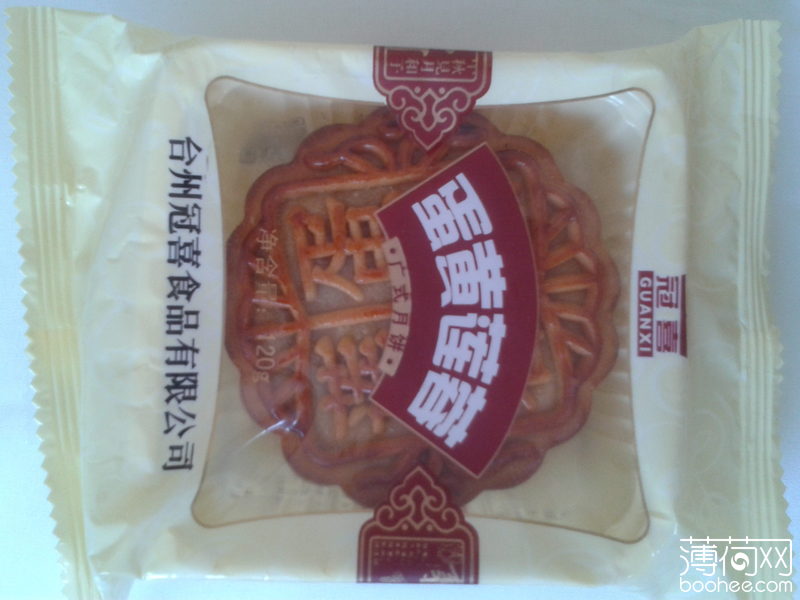 冠喜
GUANXI
蛋黄莲蓉
广式月饼
净含量：120g
台州冠喜食品有限公司
薄荷网
boohee.com